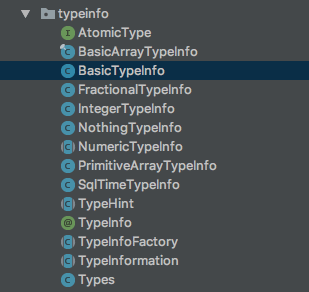 typeinfo
AtomicType
BasicArrayTypeInfo
BasicTypeInfo
FractionalTypeInfo
IntegerTypeInfo
NothingTypeInfo
NumericTypeInfo
PrimitiveArrayTypeInfo
SqlTimeTypeInfo
TypeHint
TypeInfo
TypeInfoFactory
TypeInformation
Types